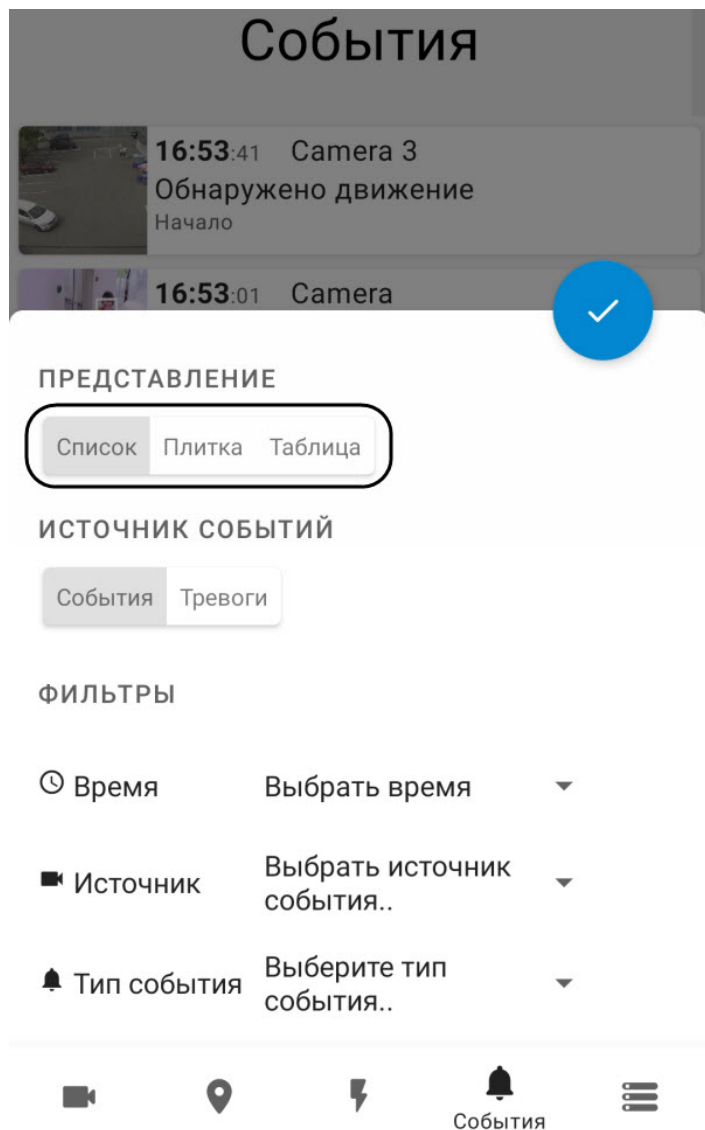 События
16:53:41 Camera 3
Обнаружено движение
Начало
16:53:01 Camera
ПРЕДСТАВЛЕНИЕ
Список Плитка Таблица
ИСТОЧНИК СОБЫТИЙ
События Тревоги
ФИЛЬТРЫ
Время Выбрать время
Источник Выбрать источник
события..
Тип события Выберите тип
события..
События